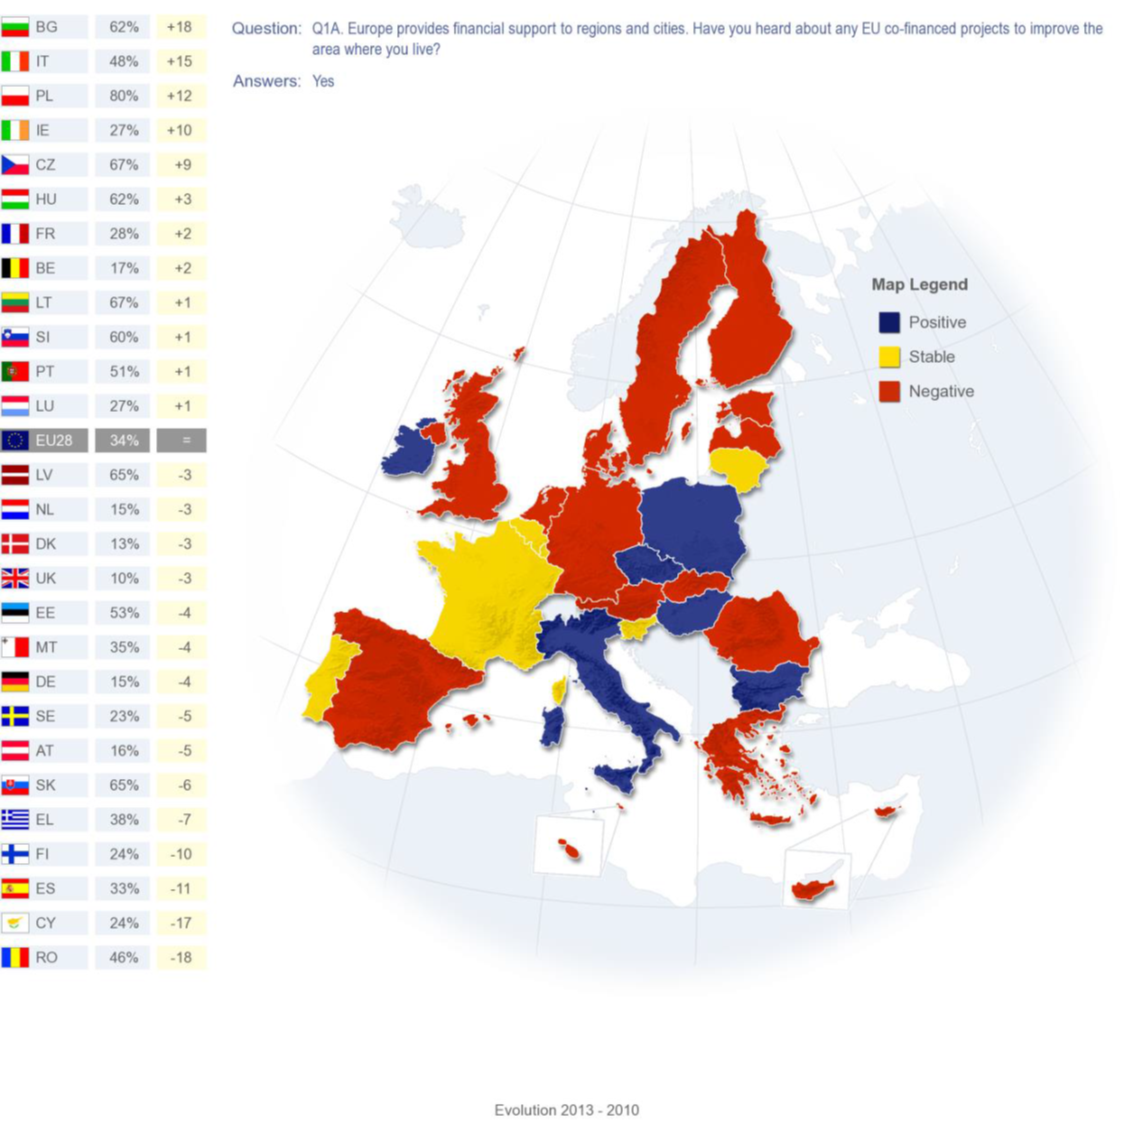 BG 62% +18
IT 48% +15
PL 80% +12
IE 27% +10
CZ 67% +9
HU 62% +3
FR 28% +2
BE 17% +2
LT 67% +1
SI 60% +1
PT 51% +1
LU 27% +1
EU28 34% =
LV 65% -3
NL 15% -3
DK 13% -3
UK 10% -3
EE 53% -4
MT 35% -4
DE 15% -4
SE 23% -5
AT 16% -5
SK 65% -6
EL 38% -7
FI 24% -10
ES 33% -11
CY 24% -17
RO 46% -18
Question: Q1A. Europe provides financial support to regions and cities. Have you heard about any EU co-financed projects to improve the
area where you live?
Answers: Yes
Map Legend
Positive
Stable
Negative
Evolution 2013 - 2010